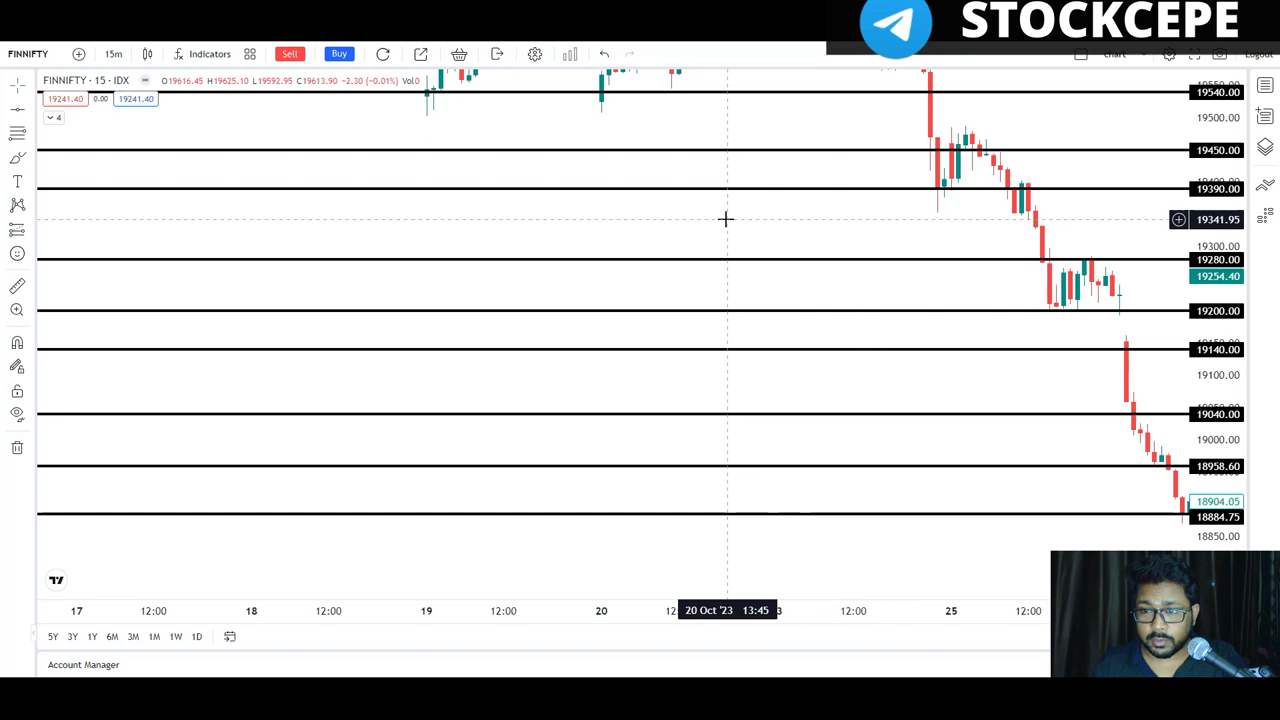 STOCKCEPE
FINNIFTY 15m Indicators Sell Buy Chart Logout
FINNIFTY · 15 · IDX O19616.45 H19625.10 L19592.95 C19613.90 −2.30 (−0.01%) Vol0
19241.40 0.00 19241.40
4
19540.00
19500.00
19450.00
19390.00
19341.95
19300.00
19280.00
19254.40
19200.00
19140.00
19100.00
19040.00
19000.00
18958.60
18904.05
18884.75
18850.00
17 12:00 18 12:00 19 12:00 20 20 Oct '23 13:45 12:00 25 12:00
5Y 3Y 1Y 6M 3M 1M 1W 1D
Account Manager